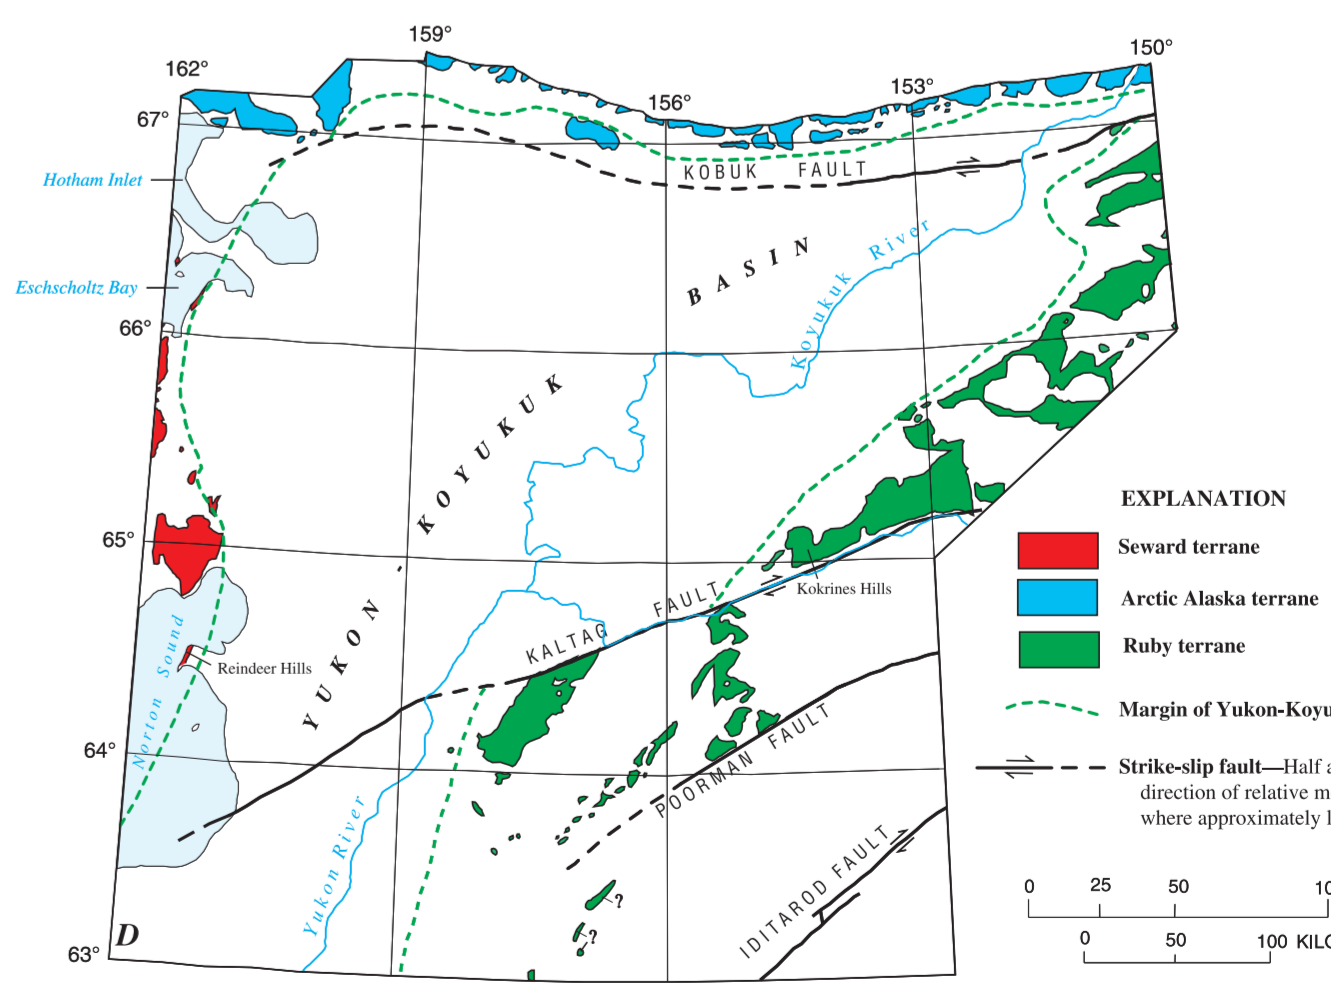 159°
150°
162°
153°
156°
67°
KOBUK FAULT
Hotham Inlet
BASIN
Koyukuk River
Eschscholtz Bay
66°
KOYUKUK
EXPLANATION
65°
Seward terrane
Kokrines Hills
Arctic Alaska terrane
KALTAG FAULT
YUKON
Ruby terrane
Norton Sound
Reindeer Hills
Margin of Yukon-Koyu
64°
POORMAN FAULT
Strike-slip fault—Half a
direction of relative m
where approximately l
Yukon River
IDITAROD FAULT
0 25 50 10
?
?
D
0 50 100 KILO
63°